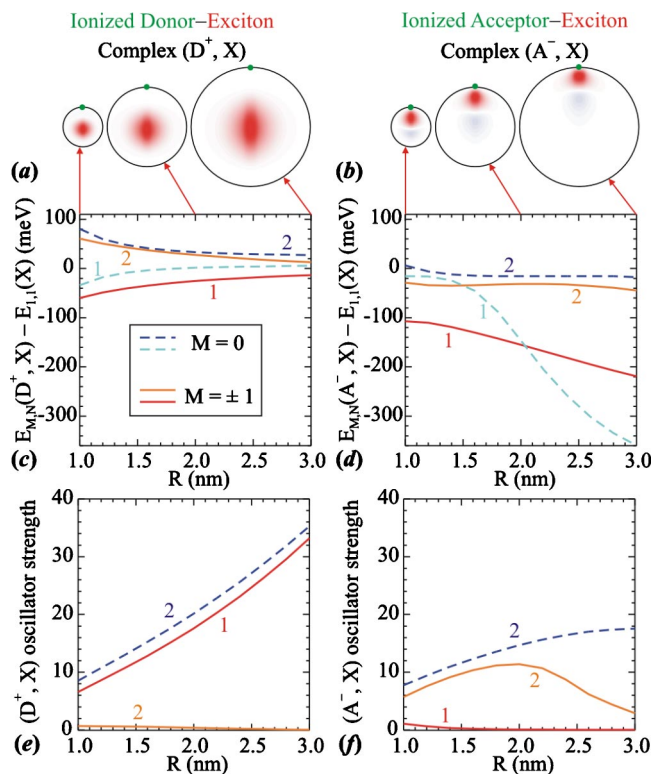 Ionized Donor–Exciton
Complex (D⁺, X)
Ionized Acceptor–Exciton
Complex (A⁻, X)
(a)
(b)
100
0
-100
-200
-300
E_{M,N}(D⁺, X) – E_{1,1}(X) (meV)
2
2
1
1
M = 0
M = ± 1
(c)
1.0 1.5 2.0 2.5 3.0
R (nm)
100
0
-100
-200
-300
E_{M,N}(A⁻, X) – E_{1,1}(X) (meV)
2
2
1
1
(d)
1.0 1.5 2.0 2.5 3.0
R (nm)
40
30
20
10
0
(D⁺, X) oscillator strength
2
1
2
(e)
1.0 1.5 2.0 2.5 3.0
R (nm)
40
30
20
10
0
(A⁻, X) oscillator strength
2
2
1
(f)
1.0 1.5 2.0 2.5 3.0
R (nm)